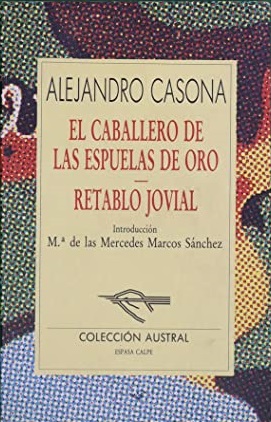 ALEJANDRO CASONA
EL CABALLERO DE
LAS ESPUELAS DE ORO
RETABLO JOVIAL
Introducción
M.ª de las Mercedes Marcos Sánchez
COLECCIÓN AUSTRAL
ESPASA CALPE